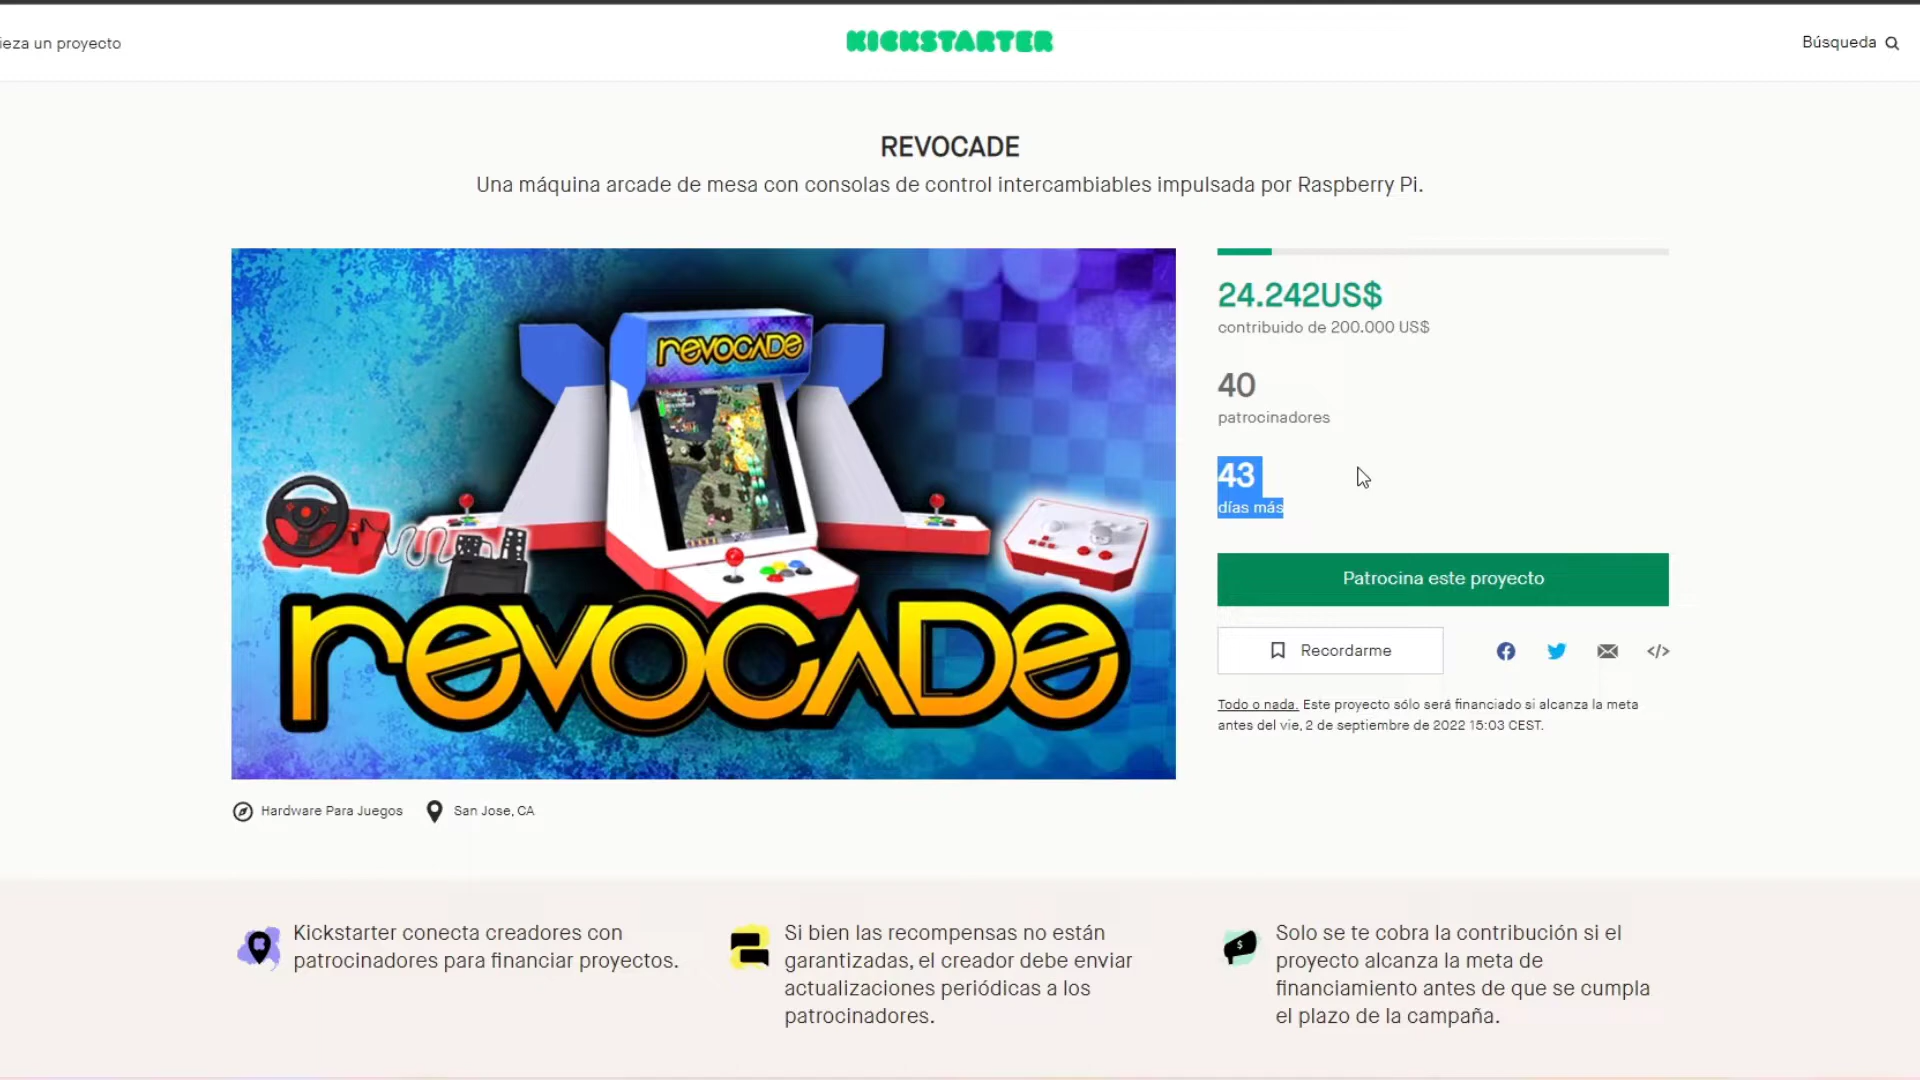 ieza un proyecto
KICKSTARTER
Búsqueda
REVOCADE
Una máquina arcade de mesa con consolas de control intercambiables impulsada por Raspberry Pi.
revocade
revocade
24.242US$
contribuido de 200.000 US$
40
patrocinadores
43
días más
Patrocina este proyecto
Recordarme
Todo o nada. Este proyecto sólo será financiado si alcanza la meta
antes del vie, 2 de septiembre de 2022 15:03 CEST.
Hardware Para Juegos
San Jose, CA
Kickstarter conecta creadores con
patrocinadores para financiar proyectos.
Si bien las recompensas no están
garantizadas, el creador debe enviar
actualizaciones periódicas a los
patrocinadores.
Solo se te cobra la contribución si el
proyecto alcanza la meta de
financiamiento antes de que se cumpla
el plazo de la campaña.